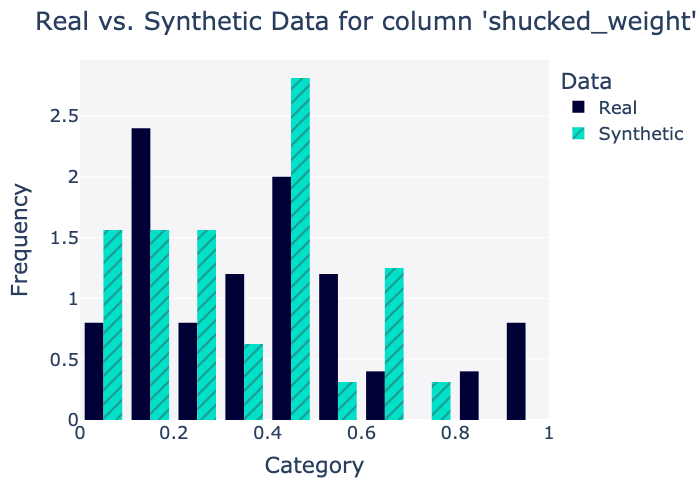 Real vs. Synthetic Data for column 'shucked_weight'
Data
Real
Synthetic
Frequency
2.5
2
1.5
1
0.5
0
0
0.2
0.4
0.6
0.8
1
Category